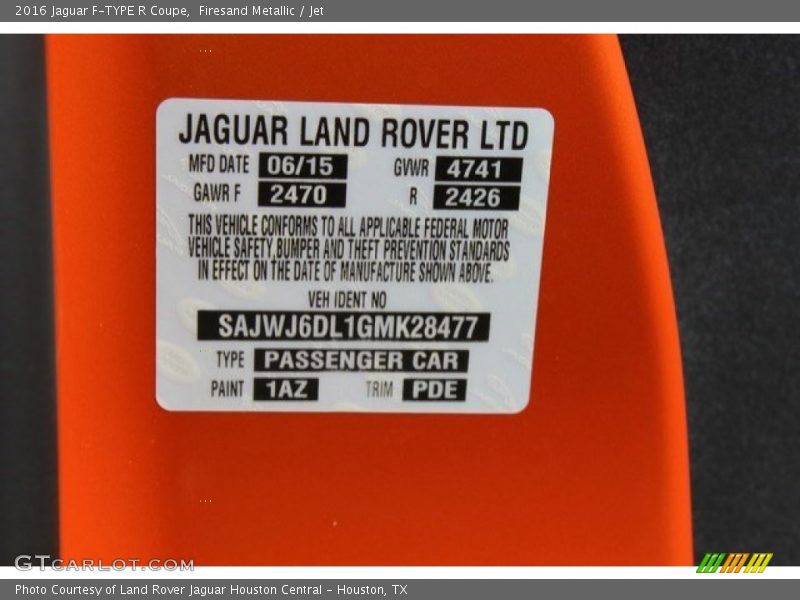 2016 Jaguar F-TYPE R Coupe, Firesand Metallic / Jet
JAGUAR LAND ROVER LTD
MFD DATE 06/15 GVWR 4741
GAWR F 2470 R 2426
THIS VEHICLE CONFORMS TO ALL APPLICABLE FEDERAL MOTOR
VEHICLE SAFETY,BUMPER AND THEFT PREVENTION STANDARDS
IN EFFECT ON THE DATE OF MANUFACTURE SHOWN ABOVE.
VEH IDENT NO
SAJWJ6DL1GMK28477
TYPE PASSENGER CAR
PAINT 1AZ TRIM PDE
GTCARLOT.COM
Photo Courtesy of Land Rover Jaguar Houston Central - Houston, TX